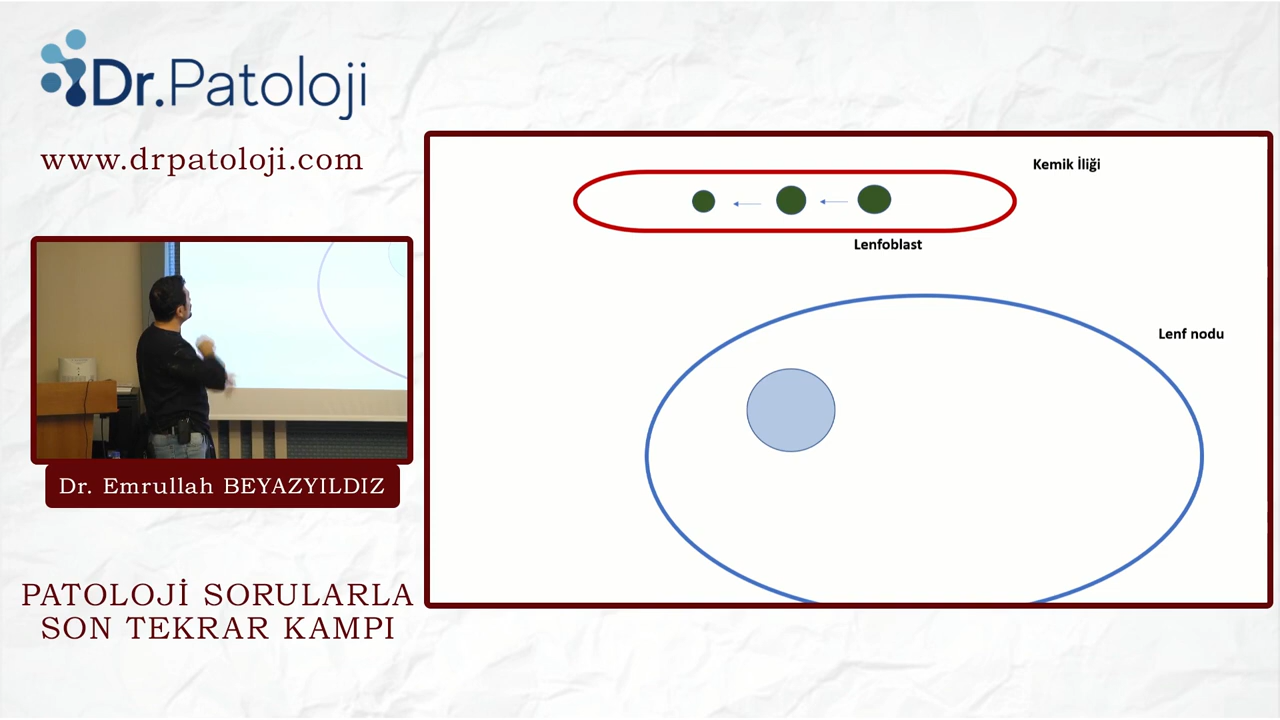 Dr.Patoloji
www.drpatoloji.com
Dr. Emrullah BEYAZYILDIZ
PATOLOJİ SORULARLA
SON TEKRAR KAMPI
Kemik İliği
Lenfoblast
Lenf nodu